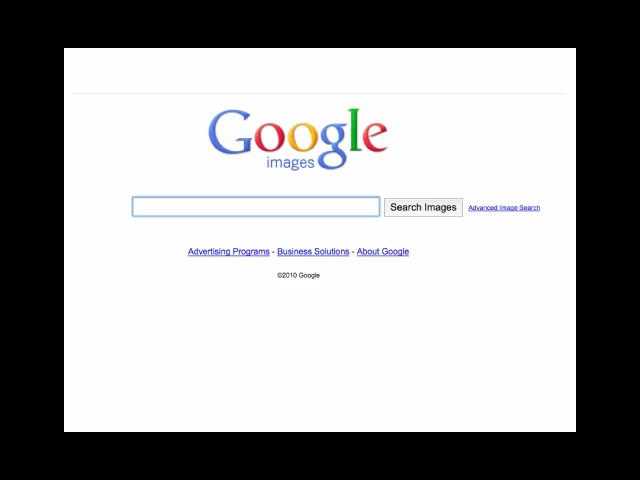 Google
images
Search Images Advanced Image Search
Advertising Programs - Business Solutions - About Google
©2010 Google